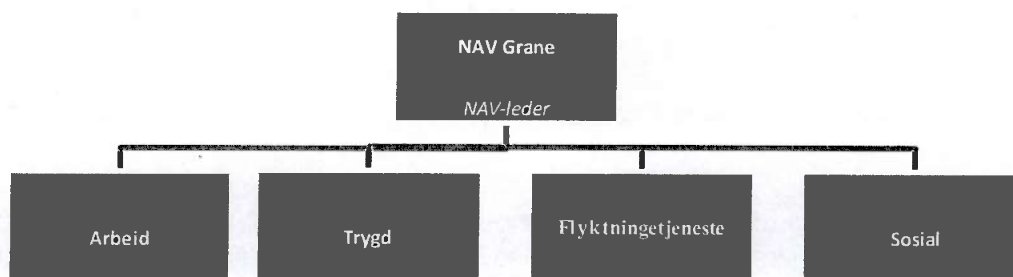 NAV Grane
NAV-leder
Arbeid
Trygd
Flyktningetjeneste
Sosial